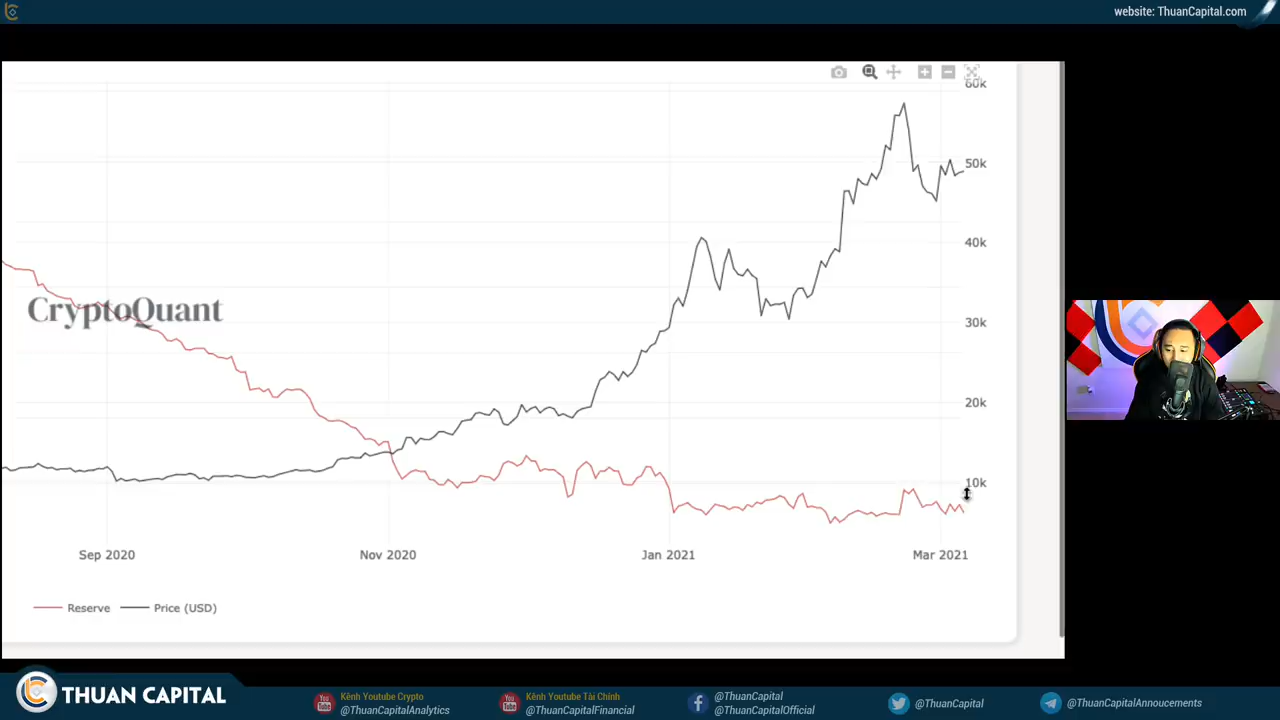 website: ThuanCapital.com
60k
50k
40k
30k
20k
10k
CryptoQuant
Sep 2020
Nov 2020
Jan 2021
Mar 2021
Reserve
Price (USD)
THUAN CAPITAL
Kênh Youtube Crypto
@ThuanCapitalAnalytics
Kênh Youtube Tài Chính
@ThuanCapitalFinancial
@ThuanCapital
@ThuanCapitalOfficial
@ThuanCapital
@ThuanCapitalAnnoucements